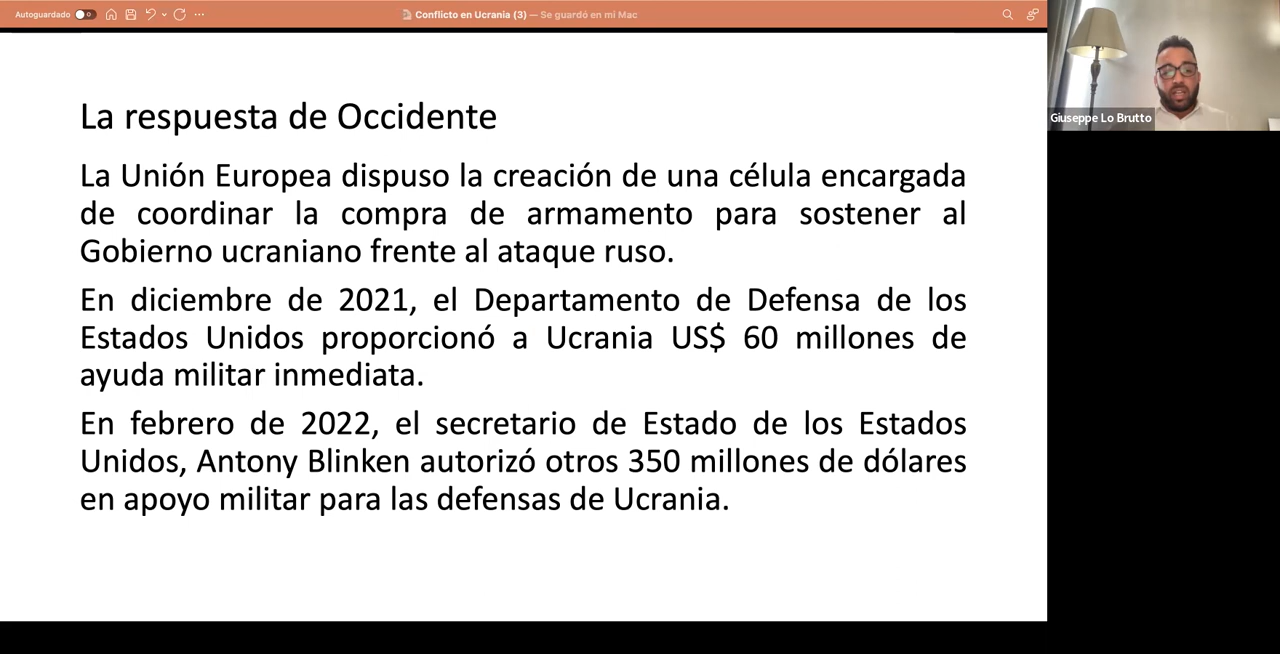 Autoguardado
Conflicto en Ucrania (3) — Se guardó en mi Mac
Giuseppe Lo Brutto
La respuesta de Occidente
La Unión Europea dispuso la creación de una célula encargada
de coordinar la compra de armamento para sostener al
Gobierno ucraniano frente al ataque ruso.
En diciembre de 2021, el Departamento de Defensa de los
Estados Unidos proporcionó a Ucrania US$ 60 millones de
ayuda militar inmediata.
En febrero de 2022, el secretario de Estado de los Estados
Unidos, Antony Blinken autorizó otros 350 millones de dólares
en apoyo militar para las defensas de Ucrania.